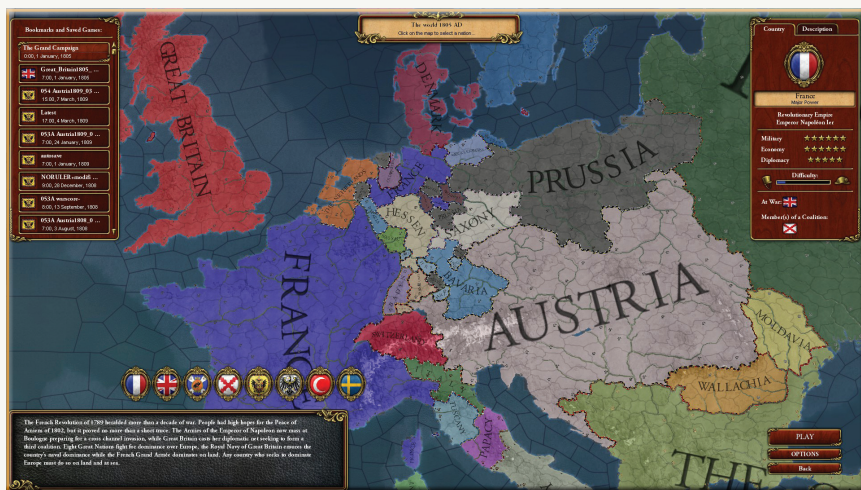 Bookmarks and Saved Games:
The Grand Campaign
0:00, 1 January, 1805
Great_Britain1805_ ...
7:00, 1 January, 1805
054 Austria1809_03 ...
15:00, 7 March, 1809
Latest
17:00, 4 March, 1809
053A Austria1809_0 ...
7:00, 24 January, 1809
autosave
7:00, 1 January, 1809
9:00, 28 December, 1808
053A warscore-
8:00, 13 September, 1808
053A Austria1808_0 ...
7:00, 3 August, 1808
The world 1805 AD
Click on the map to select a nation...
Country
Description
France
Major Power
Revolutionary Empire
Emperor Napoléon Ier
Military
Economy
Diplomacy
Difficulty:
At War:
Member(s) of a Coalition:
GREAT BRITAIN
DENMARK
PRUSSIA
HESSEN
SAXONY
FRANCE
BAVARIA
AUSTRIA
MOLDAVIA
WALLACHIA
PAPACY
THE
The French Revolution of 1789 heralded more than a decade of war. People had high hopes for the Peace of
Amiens of 1802, but it proved no more than a short truce. The Armies of the Emperor of Napoleon now mass at
Boulogne preparing for a cross channel invasion, while Great Britain casts her diplomatic net seeking to form a
third coalition. Eight Great Nations fight for dominance over Europe, the Royal Navy of Great Britain ensures the
country's naval dominance while the French Grand Armée dominates on land. Any country who seeks to dominate
Europe must do so on land and at sea.
PLAY
OPTIONS
Back